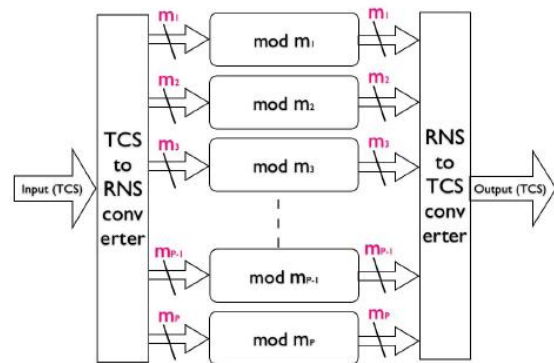 m₁
m₁
mod m₁
m₂
m₂
mod m₂
m₃
m₃
mod m₃
TCS
to
RNS
conv
erter
RNS
to
TCS
conv
erter
Input (TCS)
Output (TCS)
mP-1
mP-1
mod mP-1
mP
mP
mod mP